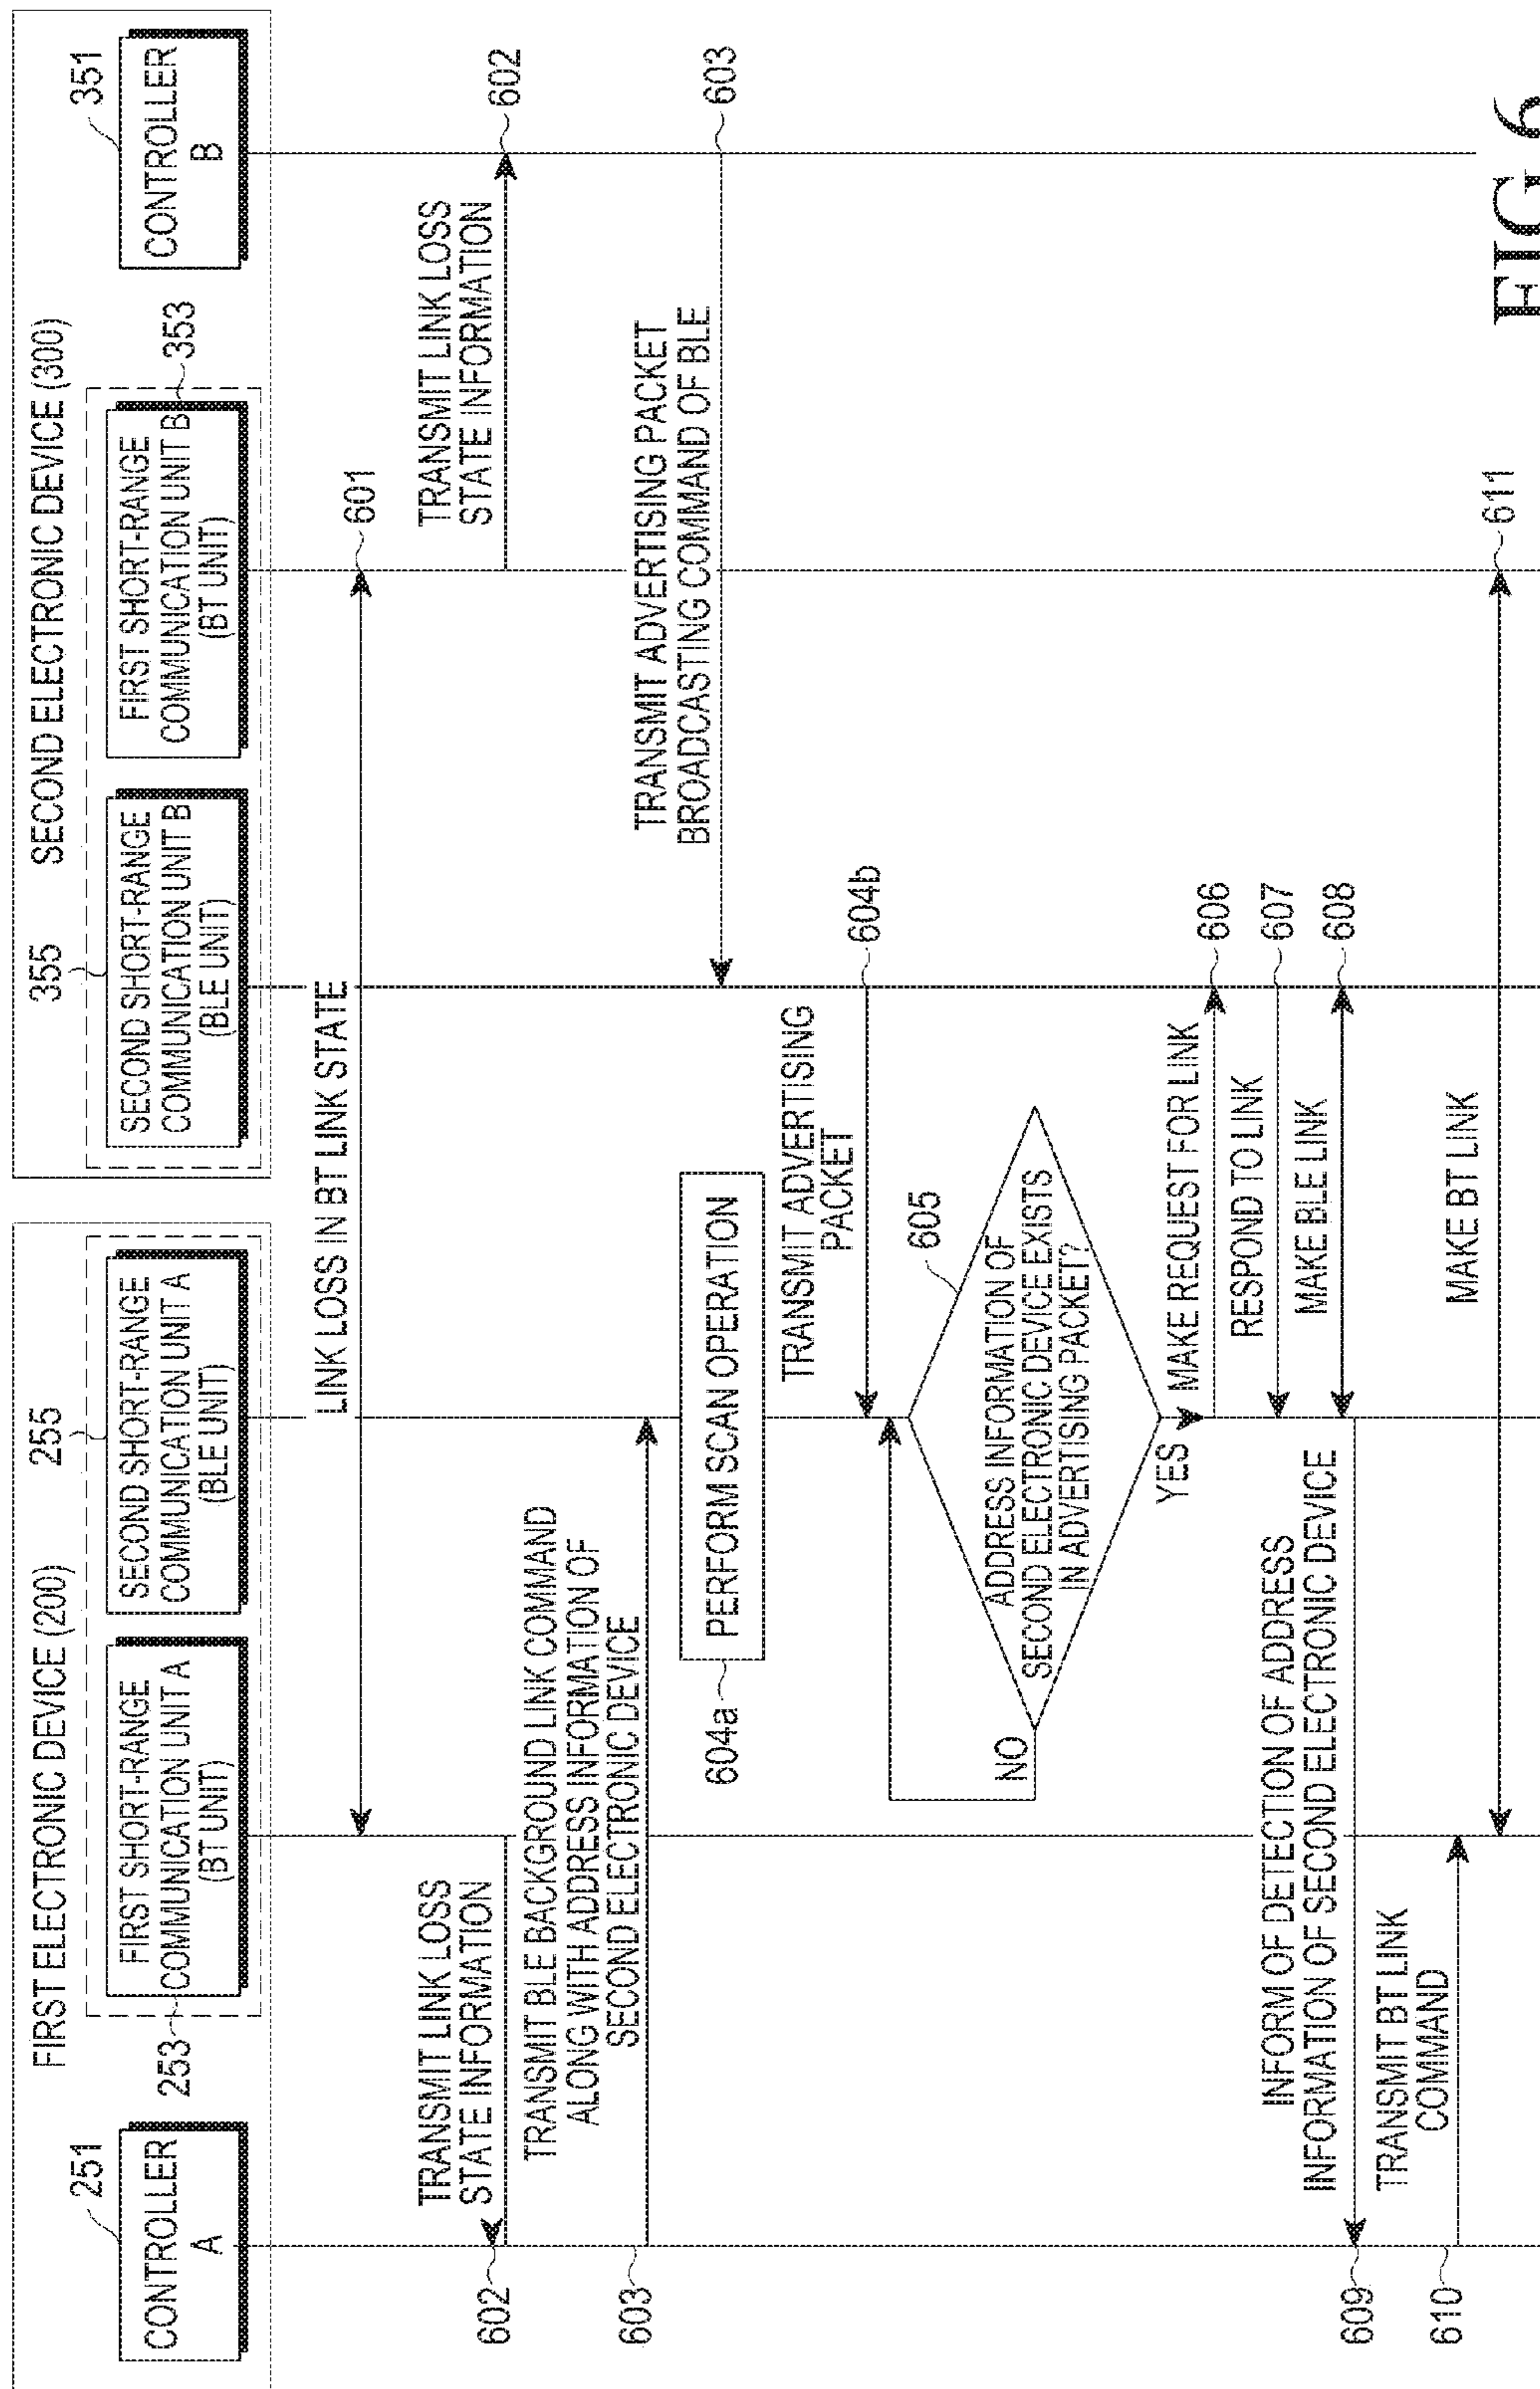 FIRST ELECTRONIC DEVICE (200)
SECOND ELECTRONIC DEVICE (300)
251
CONTROLLER
A
253
FIRST SHORT-RANGE
COMMUNICATION UNIT A
(BT UNIT)
255
SECOND SHORT-RANGE
COMMUNICATION UNIT A
(BLE UNIT)
355
SECOND SHORT-RANGE
COMMUNICATION UNIT B
(BLE UNIT)
353
FIRST SHORT-RANGE
COMMUNICATION UNIT B
(BT UNIT)
351
CONTROLLER
B
LINK LOSS IN BT LINK STATE
601
TRANSMIT LINK LOSS
STATE INFORMATION
602
TRANSMIT LINK LOSS
STATE INFORMATION
602
TRANSMIT BLE BACKGROUND LINK COMMAND
ALONG WITH ADDRESS INFORMATION OF
SECOND ELECTRONIC DEVICE
603
TRANSMIT ADVERTISING PACKET
BROADCASTING COMMAND OF BLE
603
604a
PERFORM SCAN OPERATION
TRANSMIT ADVERTISING
PACKET
604b
605
ADDRESS INFORMATION OF
SECOND ELECTRONIC DEVICE EXISTS
IN ADVERTISING PACKET?
NO
YES
MAKE REQUEST FOR LINK
606
RESPOND TO LINK
607
MAKE BLE LINK
608
INFORM OF DETECTION OF ADDRESS
INFORMATION OF SECOND ELECTRONIC DEVICE
609
TRANSMIT BT LINK
COMMAND
610
MAKE BT LINK
611
FIG 6